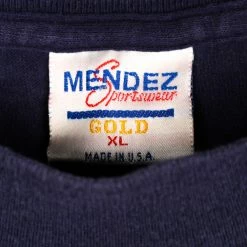 MENDEZ
Sportswear
GOLD
XL
MADE IN U.S.A.